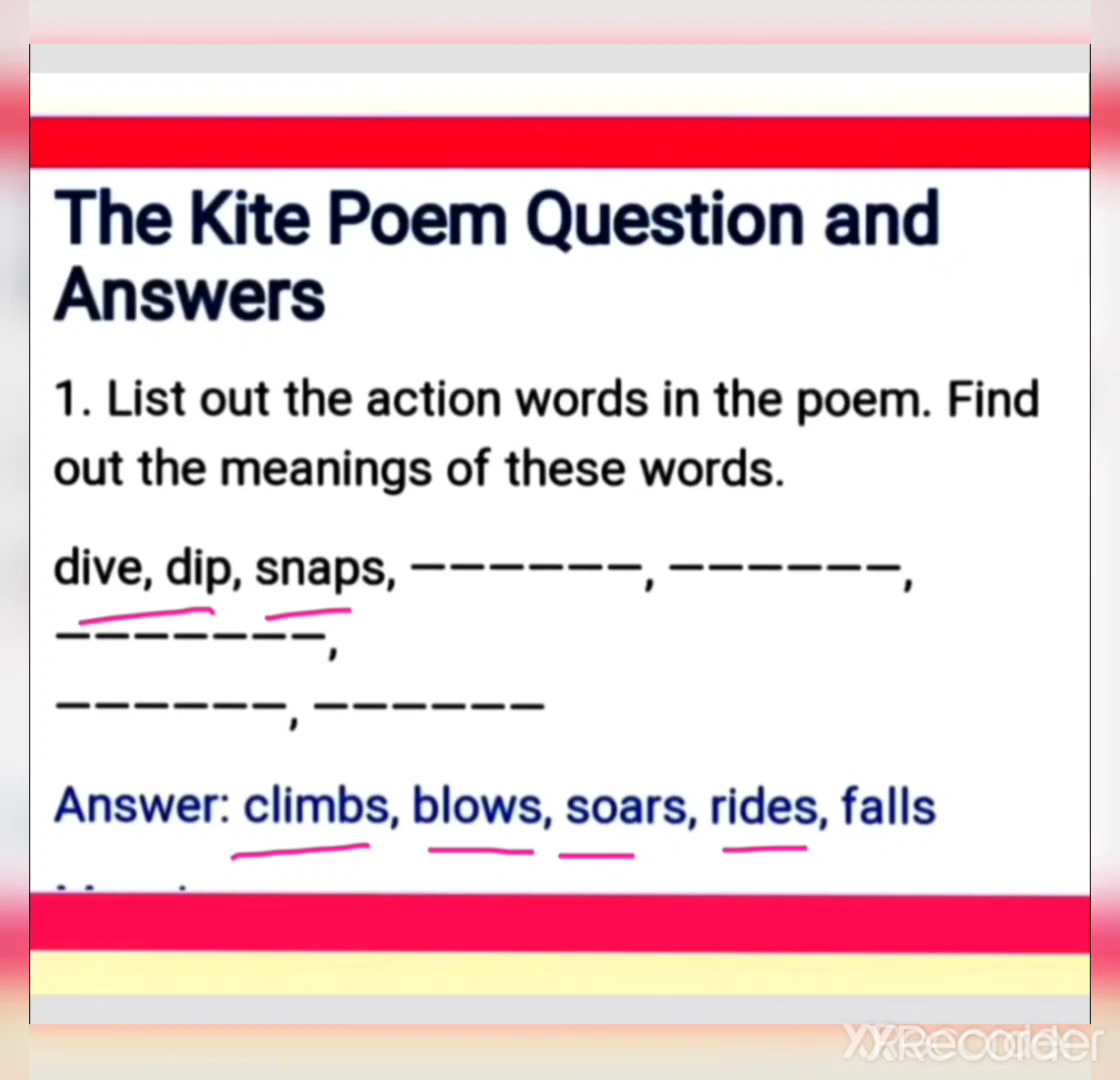 The Kite Poem Question and
Answers
1. List out the action words in the poem. Find
out the meanings of these words.
dive, dip, snaps, ——————, ——————,
———————,
——————, ——————
Answer: climbs, blows, soars, rides, falls
XRecorder